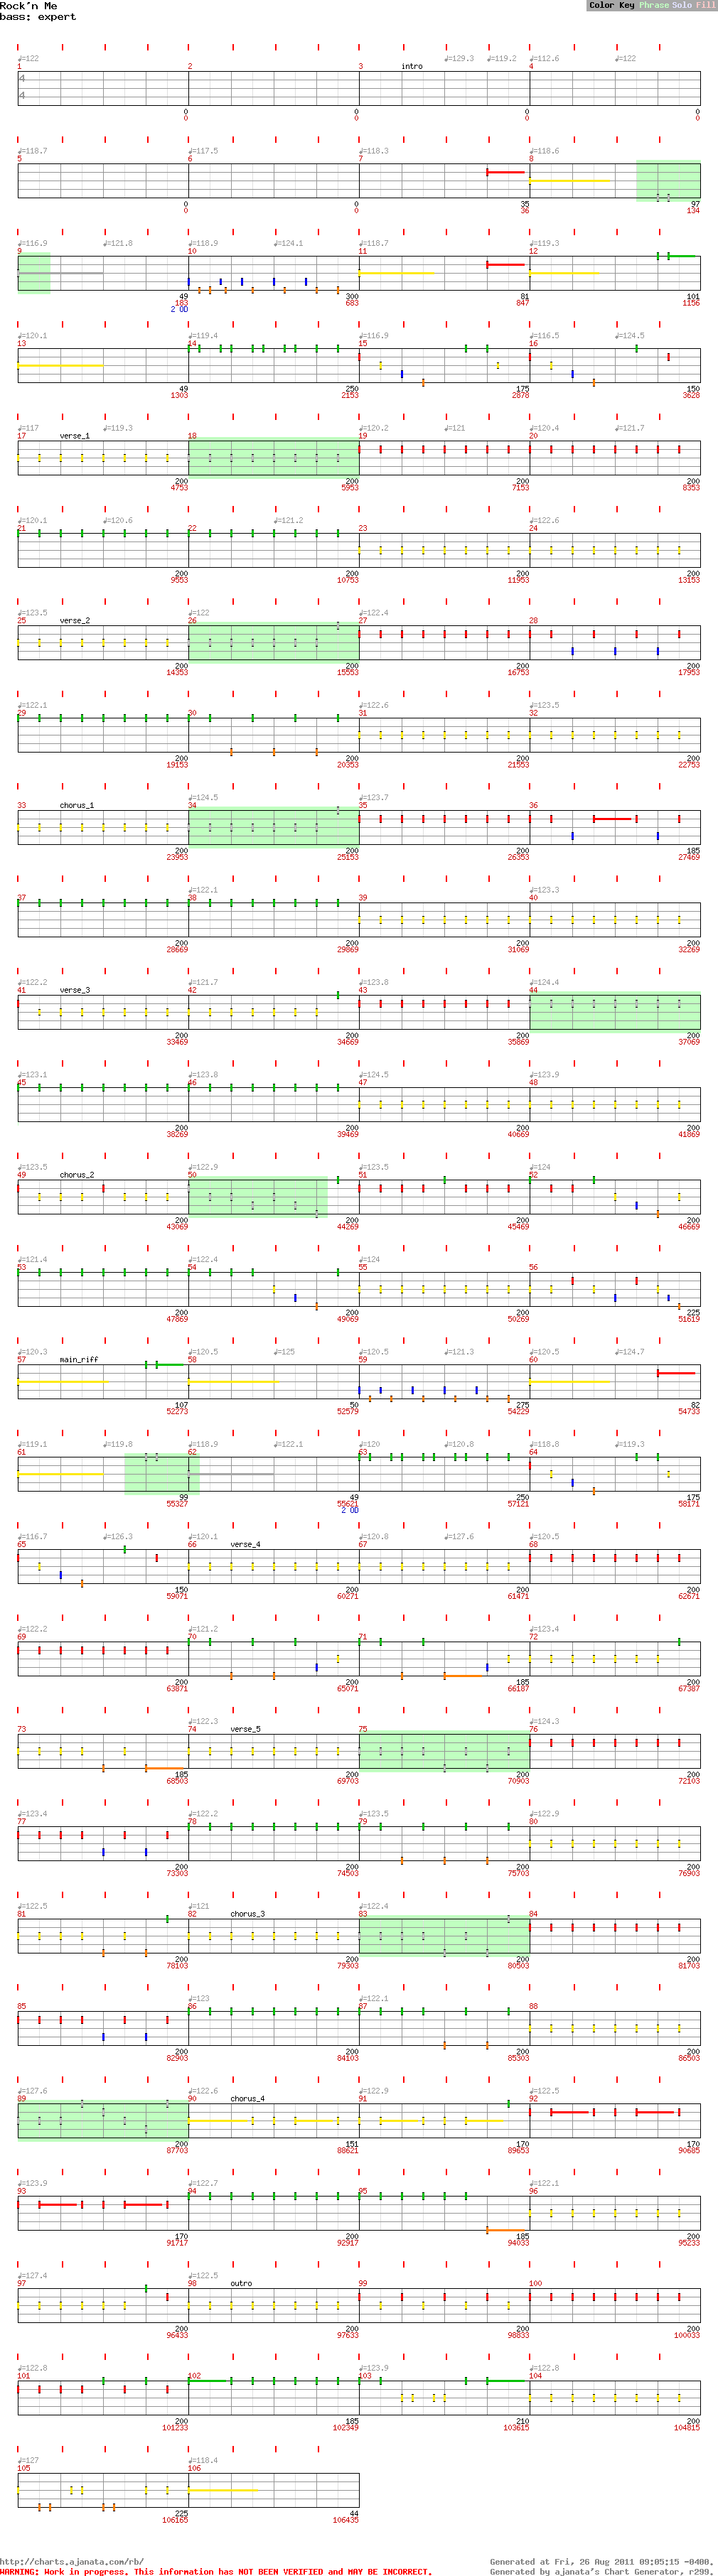 Rock'n Me
bass: expert
Color Key Phrase Solo Fill
♩=122 ♩=129.3 ♩=119.2 ♩=112.6 ♩=122
1 2 3 intro 4
4
4
0 0 0 0
0 0 0 0
♩=118.7 ♩=117.5 ♩=118.3 ♩=118.6
5 6 7 8
0 0 35 97
0 0 36 134
♩=116.9 ♩=121.8 ♩=118.9 ♩=124.1 ♩=118.7 ♩=119.3
9 10 11 12
49 300 81 101
183 683 847 1156
2 OD
♩=120.1 ♩=119.4 ♩=116.9 ♩=116.5 ♩=124.5
13 14 15 16
49 250 175 150
1303 2153 2878 3628
♩=117 ♩=119.3 ♩=120.2 ♩=121 ♩=120.4 ♩=121.7
17 verse_1 18 19 20
200 200 200 200
4753 5953 7153 8353
♩=120.1 ♩=120.6 ♩=121.2 ♩=122.6
21 22 23 24
200 200 200 200
9553 10753 11953 13153
♩=123.5 ♩=122 ♩=122.4
25 verse_2 26 27 28
200 200 200 200
14353 15553 16753 17953
♩=122.1 ♩=122.6 ♩=123.5
29 30 31 32
200 200 200 200
19153 20353 21553 22753
♩=124.5 ♩=123.7
33 chorus_1 34 35 36
200 200 200 185
23953 25153 26353 27469
♩=122.1 ♩=123.3
37 38 39 40
200 200 200 200
28669 29869 31069 32269
♩=122.2 ♩=121.7 ♩=123.8 ♩=124.4
41 verse_3 42 43 44
200 200 200 200
33469 34669 35869 37069
♩=123.1 ♩=123.8 ♩=124.5 ♩=123.9
45 46 47 48
200 200 200 200
38269 39469 40669 41869
♩=123.5 ♩=122.9 ♩=123.5 ♩=124
49 chorus_2 50 51 52
200 200 200 200
43069 44269 45469 46669
♩=121.4 ♩=122.4 ♩=124
53 54 55 56
200 200 200 225
47869 49069 50269 51619
♩=120.3 ♩=120.5 ♩=125 ♩=120.5 ♩=121.3 ♩=120.5 ♩=124.7
57 main_riff 58 59 60
107 50 275 82
52273 52579 54229 54733
♩=119.1 ♩=119.8 ♩=118.9 ♩=122.1 ♩=120 ♩=120.8 ♩=118.8 ♩=119.3
61 62 63 64
99 49 250 175
55327 55621 57121 58171
2 OD
♩=116.7 ♩=126.3 ♩=120.1 ♩=120.8 ♩=127.6 ♩=120.5
65 66 verse_4 67 68
150 200 200 200
59071 60271 61471 62671
♩=122.2 ♩=121.2 ♩=123.4
69 70 71 72
200 200 185 200
63871 65071 66187 67387
♩=122.3 ♩=124.3
73 74 verse_5 75 76
185 200 200 200
68503 69703 70903 72103
♩=123.4 ♩=122.2 ♩=123.5 ♩=122.9
77 78 79 80
200 200 200 200
73303 74503 75703 76903
♩=122.5 ♩=121 ♩=122.4
81 82 chorus_3 83 84
200 200 200 200
78103 79303 80503 81703
♩=123 ♩=122.1
85 86 87 88
200 200 200 200
82903 84103 85303 86503
♩=127.6 ♩=122.6 ♩=122.9 ♩=122.5
89 90 chorus_4 91 92
200 151 170 170
87703 88621 89653 90685
♩=123.9 ♩=122.7 ♩=122.1
93 94 95 96
170 200 185 200
91717 92917 94033 95233
♩=127.4 ♩=122.5
97 98 outro 99 100
200 200 200 200
96433 97633 98833 100033
♩=122.8 ♩=123.9 ♩=122.8
101 102 103 104
200 185 210 200
101233 102349 103615 104815
♩=127 ♩=118.4
105 106
225 44
106165 106435
http://charts.ajanata.com/rb/ Generated at Fri, 26 Aug 2011 09:05:15 -0400.
WARNING: Work in progress. This information has NOT BEEN VERIFIED and MAY BE INCORRECT. Generated by ajanata's Chart Generator, r299.